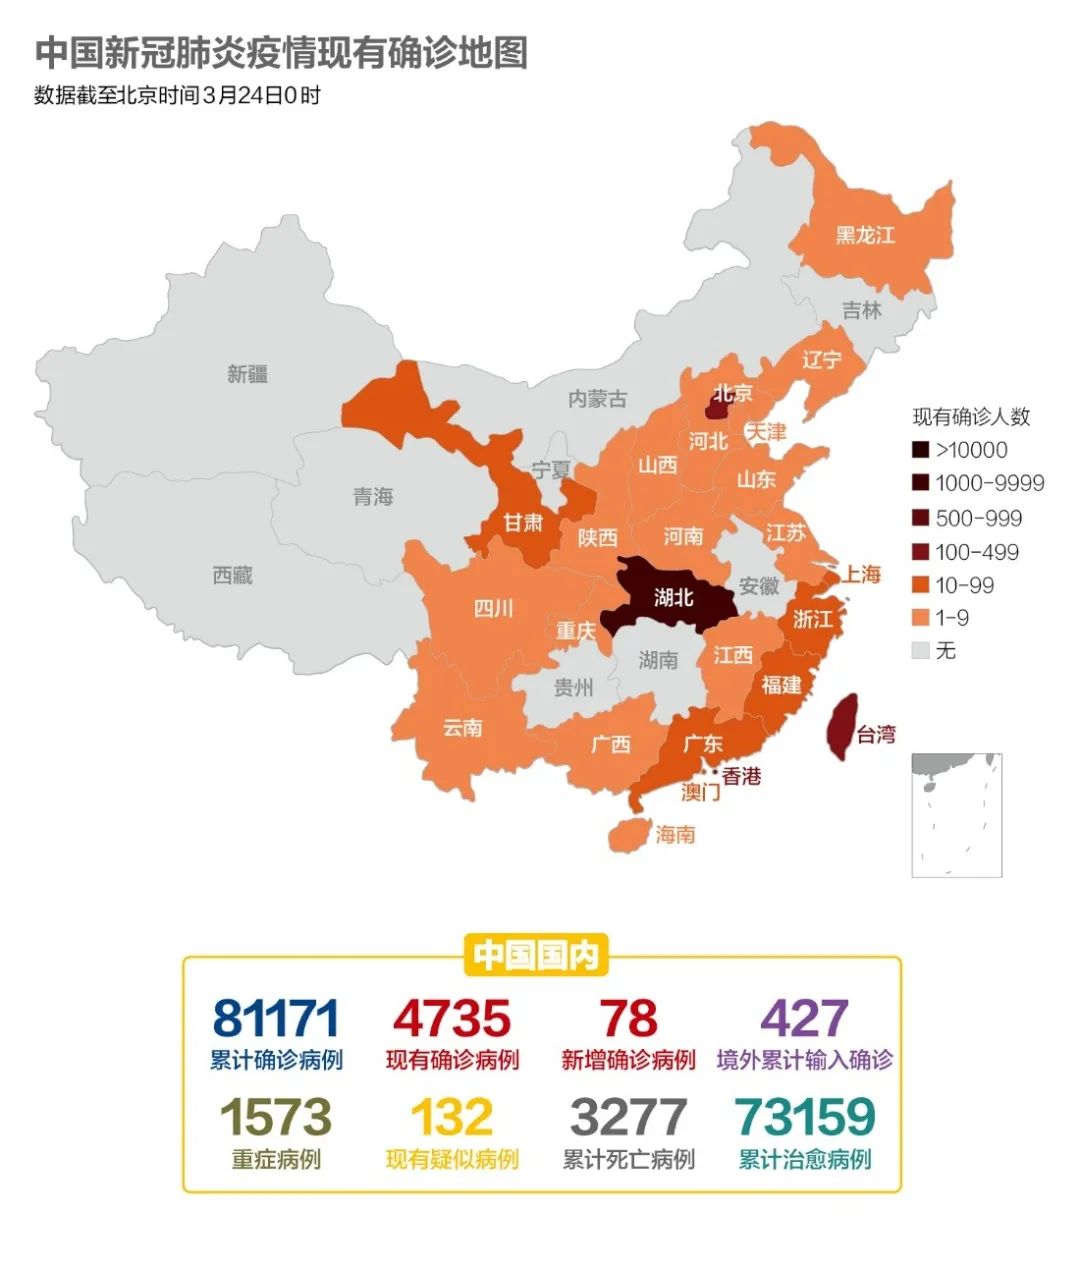 中国新冠肺炎疫情现有确诊地图
数据截至北京时间3月24日0时
黑龙江
吉林
辽宁
新疆
内蒙古
北京
天津
河北
山西
宁夏
山东
青海
甘肃
陕西
河南
江苏
西藏
上海
安徽
湖北
四川
浙江
重庆
湖南
江西
贵州
福建
云南
广西
广东
台湾
香港
澳门
海南
现有确诊人数
>10000
1000-9999
500-999
100-499
10-99
1-9
无
中国国内
81171 4735 78 427
累计确诊病例 现有确诊病例 新增确诊病例 境外累计输入确诊
1573 132 3277 73159
重症病例 现有疑似病例 累计死亡病例 累计治愈病例